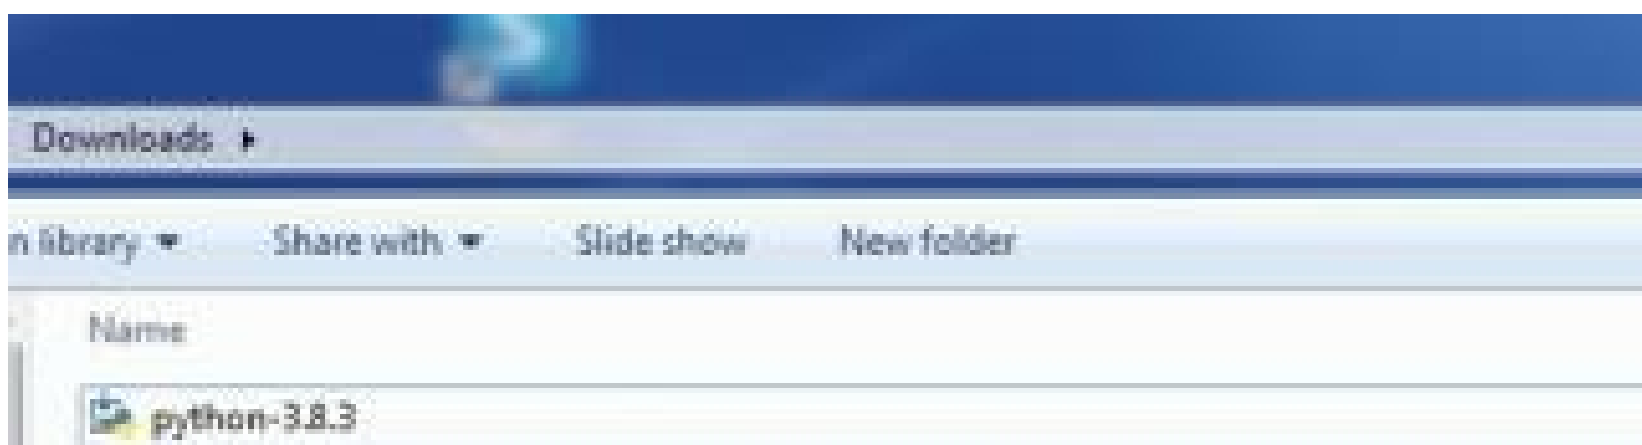 Downloads
n library Share with Slide show New folder
Name
python-3.8.3